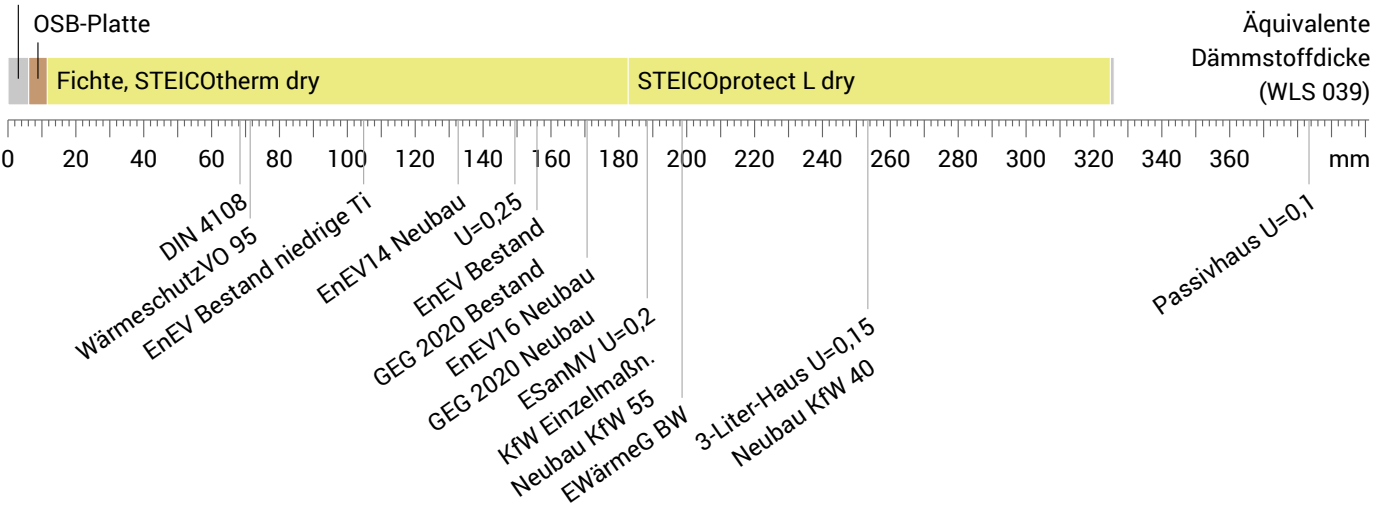 OSB-Platte
Äquivalente
Dämmstoffdicke
(WLS 039)
Fichte, STEICOtherm dry
STEICOprotect L dry
0 20 40 60 80 100 120 140 160 180 200 220 240 260 280 300 320 340 360 mm
DIN 4108
WärmeschutzVO 95
EnEV Bestand niedrige Ti
EnEV14 Neubau
U=0,25
EnEV Bestand
GEG 2020 Bestand
EnEV16 Neubau
GEG 2020 Neubau
ESanMV U=0,2
KfW Einzelmaßn.
Neubau KfW 55
EWärmeG BW
3-Liter-Haus U=0,15
Neubau KfW 40
Passivhaus U=0,1